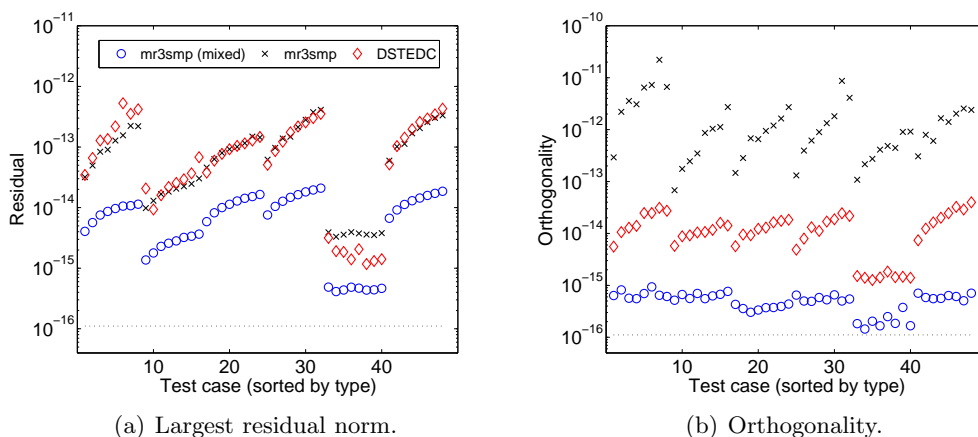 10⁻¹¹
10⁻¹²
10⁻¹³
10⁻¹⁴
10⁻¹⁵
10⁻¹⁶
Residual
mr3smp (mixed) mr3smp DSTEDC
10 20 30 40
Test case (sorted by type)
(a) Largest residual norm.
10⁻¹⁰
10⁻¹¹
10⁻¹²
10⁻¹³
10⁻¹⁴
10⁻¹⁵
10⁻¹⁶
Orthogonality
10 20 30 40
Test case (sorted by type)
(b) Orthogonality.